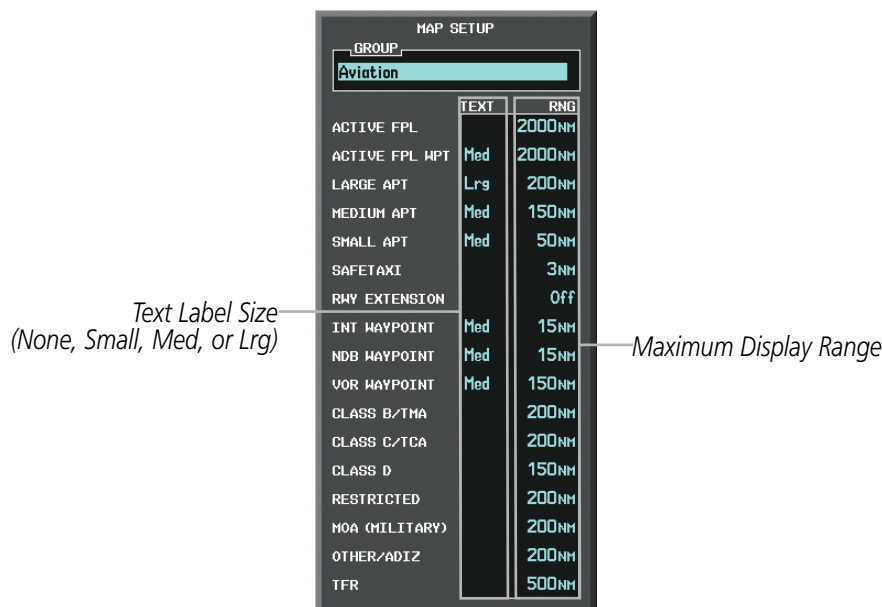 MAP SETUP
GROUP
Aviation
TEXT RNG
ACTIVE FPL 2000NM
ACTIVE FPL WPT Med 2000NM
LARGE APT Lrg 200NM
MEDIUM APT Med 150NM
SMALL APT Med 50NM
SAFETAXI 3NM
RWY EXTENSION Off
INT WAYPOINT Med 15NM
NDB WAYPOINT Med 15NM
VOR WAYPOINT Med 150NM
CLASS B/TMA 200NM
CLASS C/TCA 200NM
CLASS D 150NM
RESTRICTED 200NM
MOA (MILITARY) 200NM
OTHER/ADIZ 200NM
TFR 500NM
Text Label Size
(None, Small, Med, or Lrg)
Maximum Display Range